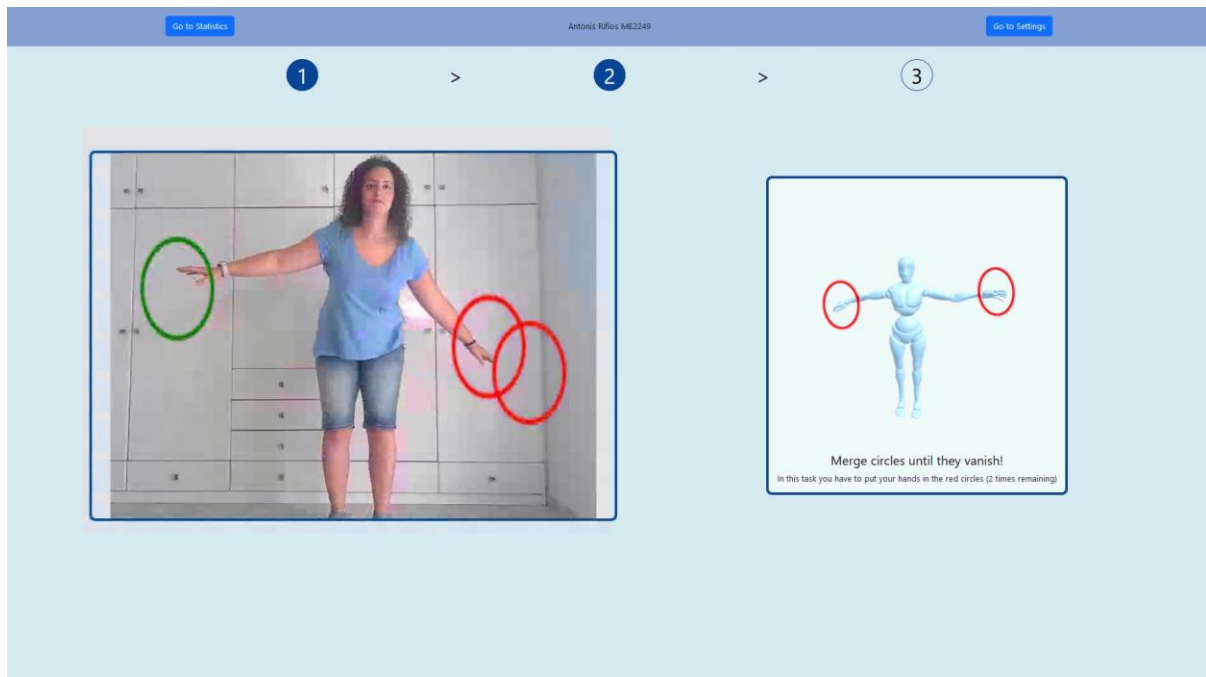 Go to Statistics
Antonis Rifios ME2249
Go to Settings
1 > 2 > 3
Merge circles until they vanish!
In this task you have to put your hands in the red circles (2 times remaining)